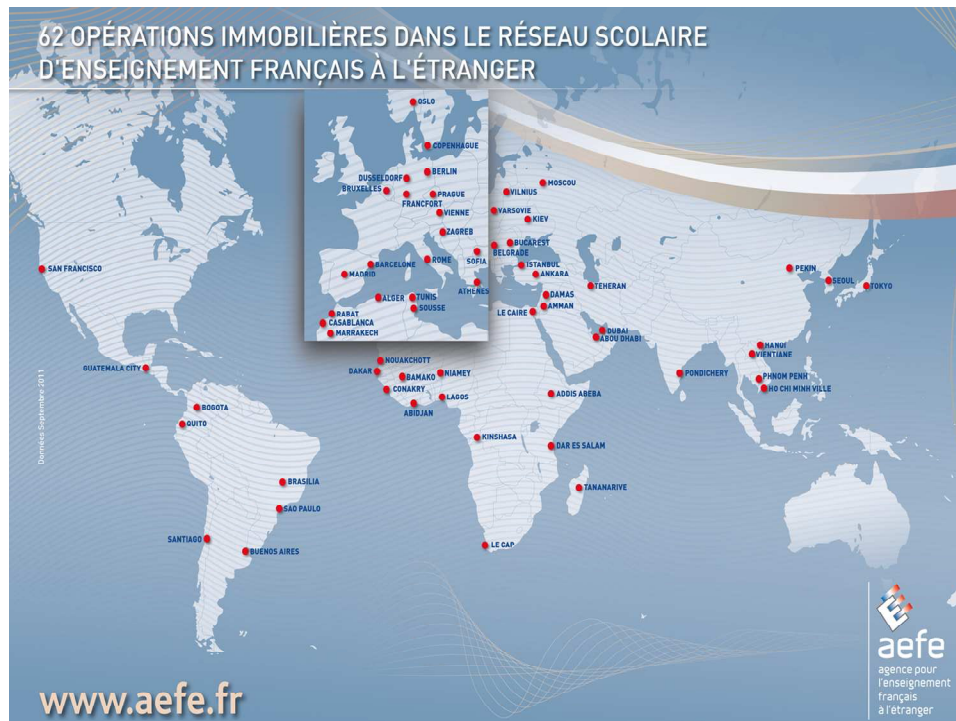 62 OPÉRATIONS IMMOBILIÈRES DANS LE RÉSEAU SCOLAIRE
D'ENSEIGNEMENT FRANÇAIS À L'ÉTRANGER
OSLO
COPENHAGUE
BERLIN
DUSSELDORF
BRUXELLES
FRANCFORT
PRAGUE
VIENNE
ZAGREB
SOFIA
ROME
BARCELONE
MADRID
ATHÈNES
ALGER
TUNIS
SOUSSE
RABAT
CASABLANCA
MARRAKECH
MOSCOU
VILNIUS
VARSOVIE
KIEV
BUCAREST
BELGRADE
ISTANBUL
ANKARA
TEHERAN
DAMAS
AMMAN
LE CAIRE
DUBAI
ABOU DHABI
PEKIN
SEOUL
TOKYO
HANOI
VIENTIANE
PHNOM PENH
HO CHI MINH VILLE
PONDICHERY
SAN FRANCISCO
GUATEMALA CITY
BOGOTA
QUITO
BRASILIA
SÃO PAULO
SANTIAGO
BUENOS AIRES
NOUAKCHOTT
DAKAR
BAMAKO
NIAMEY
CONAKRY
LAGOS
ABIDJAN
ADDIS ABEBA
KINSHASA
DAR ES SALAM
TANANARIVE
LE CAP
Données Septembre 2011
www.aefe.fr
aefe
agence pour
l'enseignement
français
à l'étranger